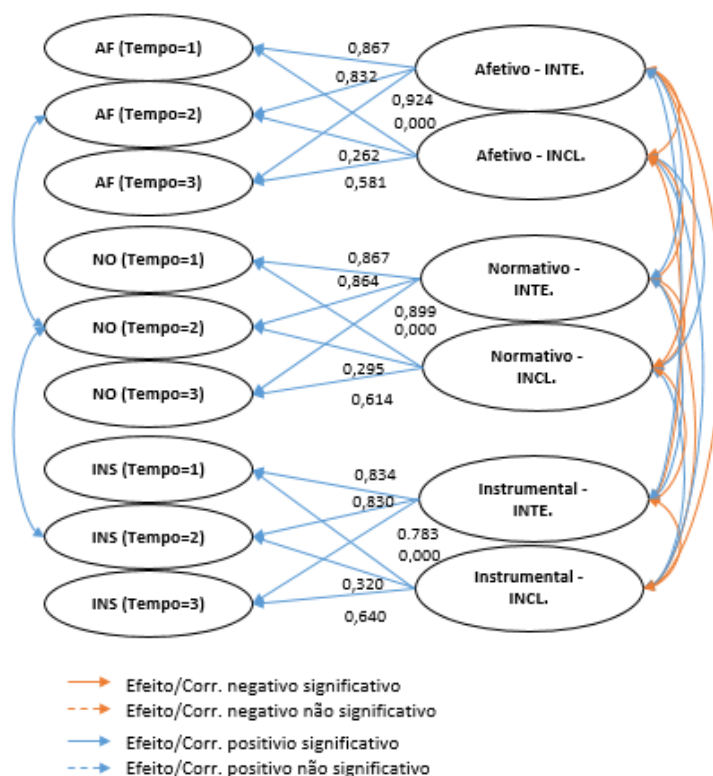 AF (Tempo=1)
0,867
Afetivo - INTE.
0,832
AF (Tempo=2)
0,924
0,000
Afetivo - INCL.
0,262
AF (Tempo=3)
0,581
NO (Tempo=1)
0,867
Normativo -
INTE.
0,864
0,899
NO (Tempo=2)
0,000
Normativo -
INCL.
0,295
NO (Tempo=3)
0,614
INS (Tempo=1)
0,834
Instrumental -
INTE.
0,830
INS (Tempo=2)
0.783
0,000
Instrumental -
INCL.
0,320
INS (Tempo=3)
0,640
Efeito/Corr. negativo significativo
Efeito/Corr. negativo não significativo
Efeito/Corr. positivio significativo
Efeito/Corr. positivo não significativo